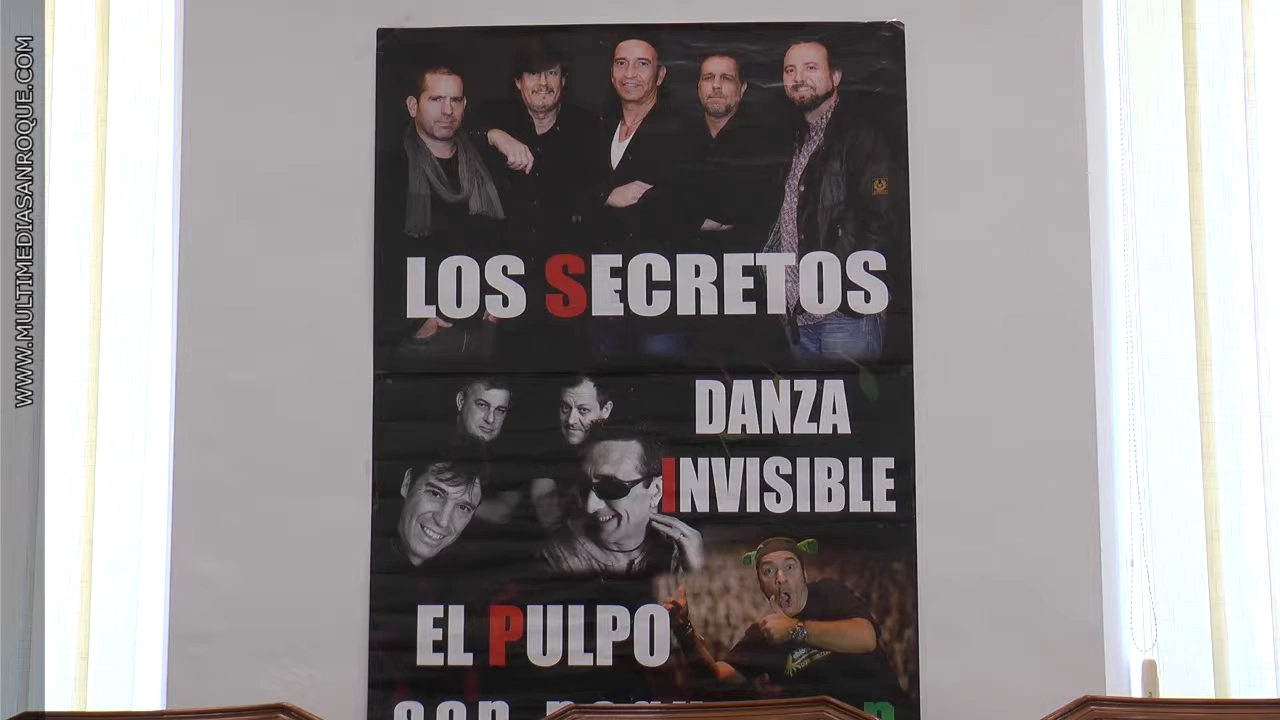 WWW.MULTIMEDIASANROQUE.COM
LOS SECRETOS
DANZA
INVISIBLE
EL PULPO